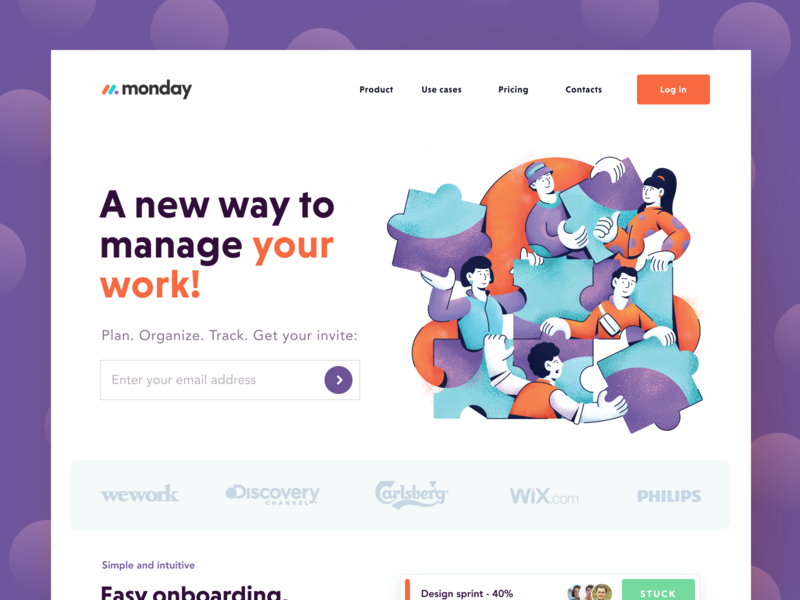 monday
Product Use cases Pricing Contacts Log in
A new way to
manage your
work!
Plan. Organize. Track. Get your invite:
Enter your email address
wework Discovery CHANNEL Carlsberg WiX.com PHILIPS
Simple and intuitive
Easy onboarding.
Design sprint - 40% STUCK